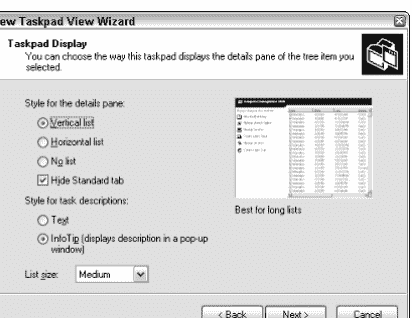 ew Taskpad View Wizard
Taskpad Display
You can choose the way this taskpad displays the details pane of the tree item you
selected.
Style for the details pane:
Vertical list
Horizontal list
No list
Hide Standard tab
Style for task descriptions:
Text
InfoTip (displays description in a pop-up
window)
List size: Medium
Best for long lists
< Back Next > Cancel